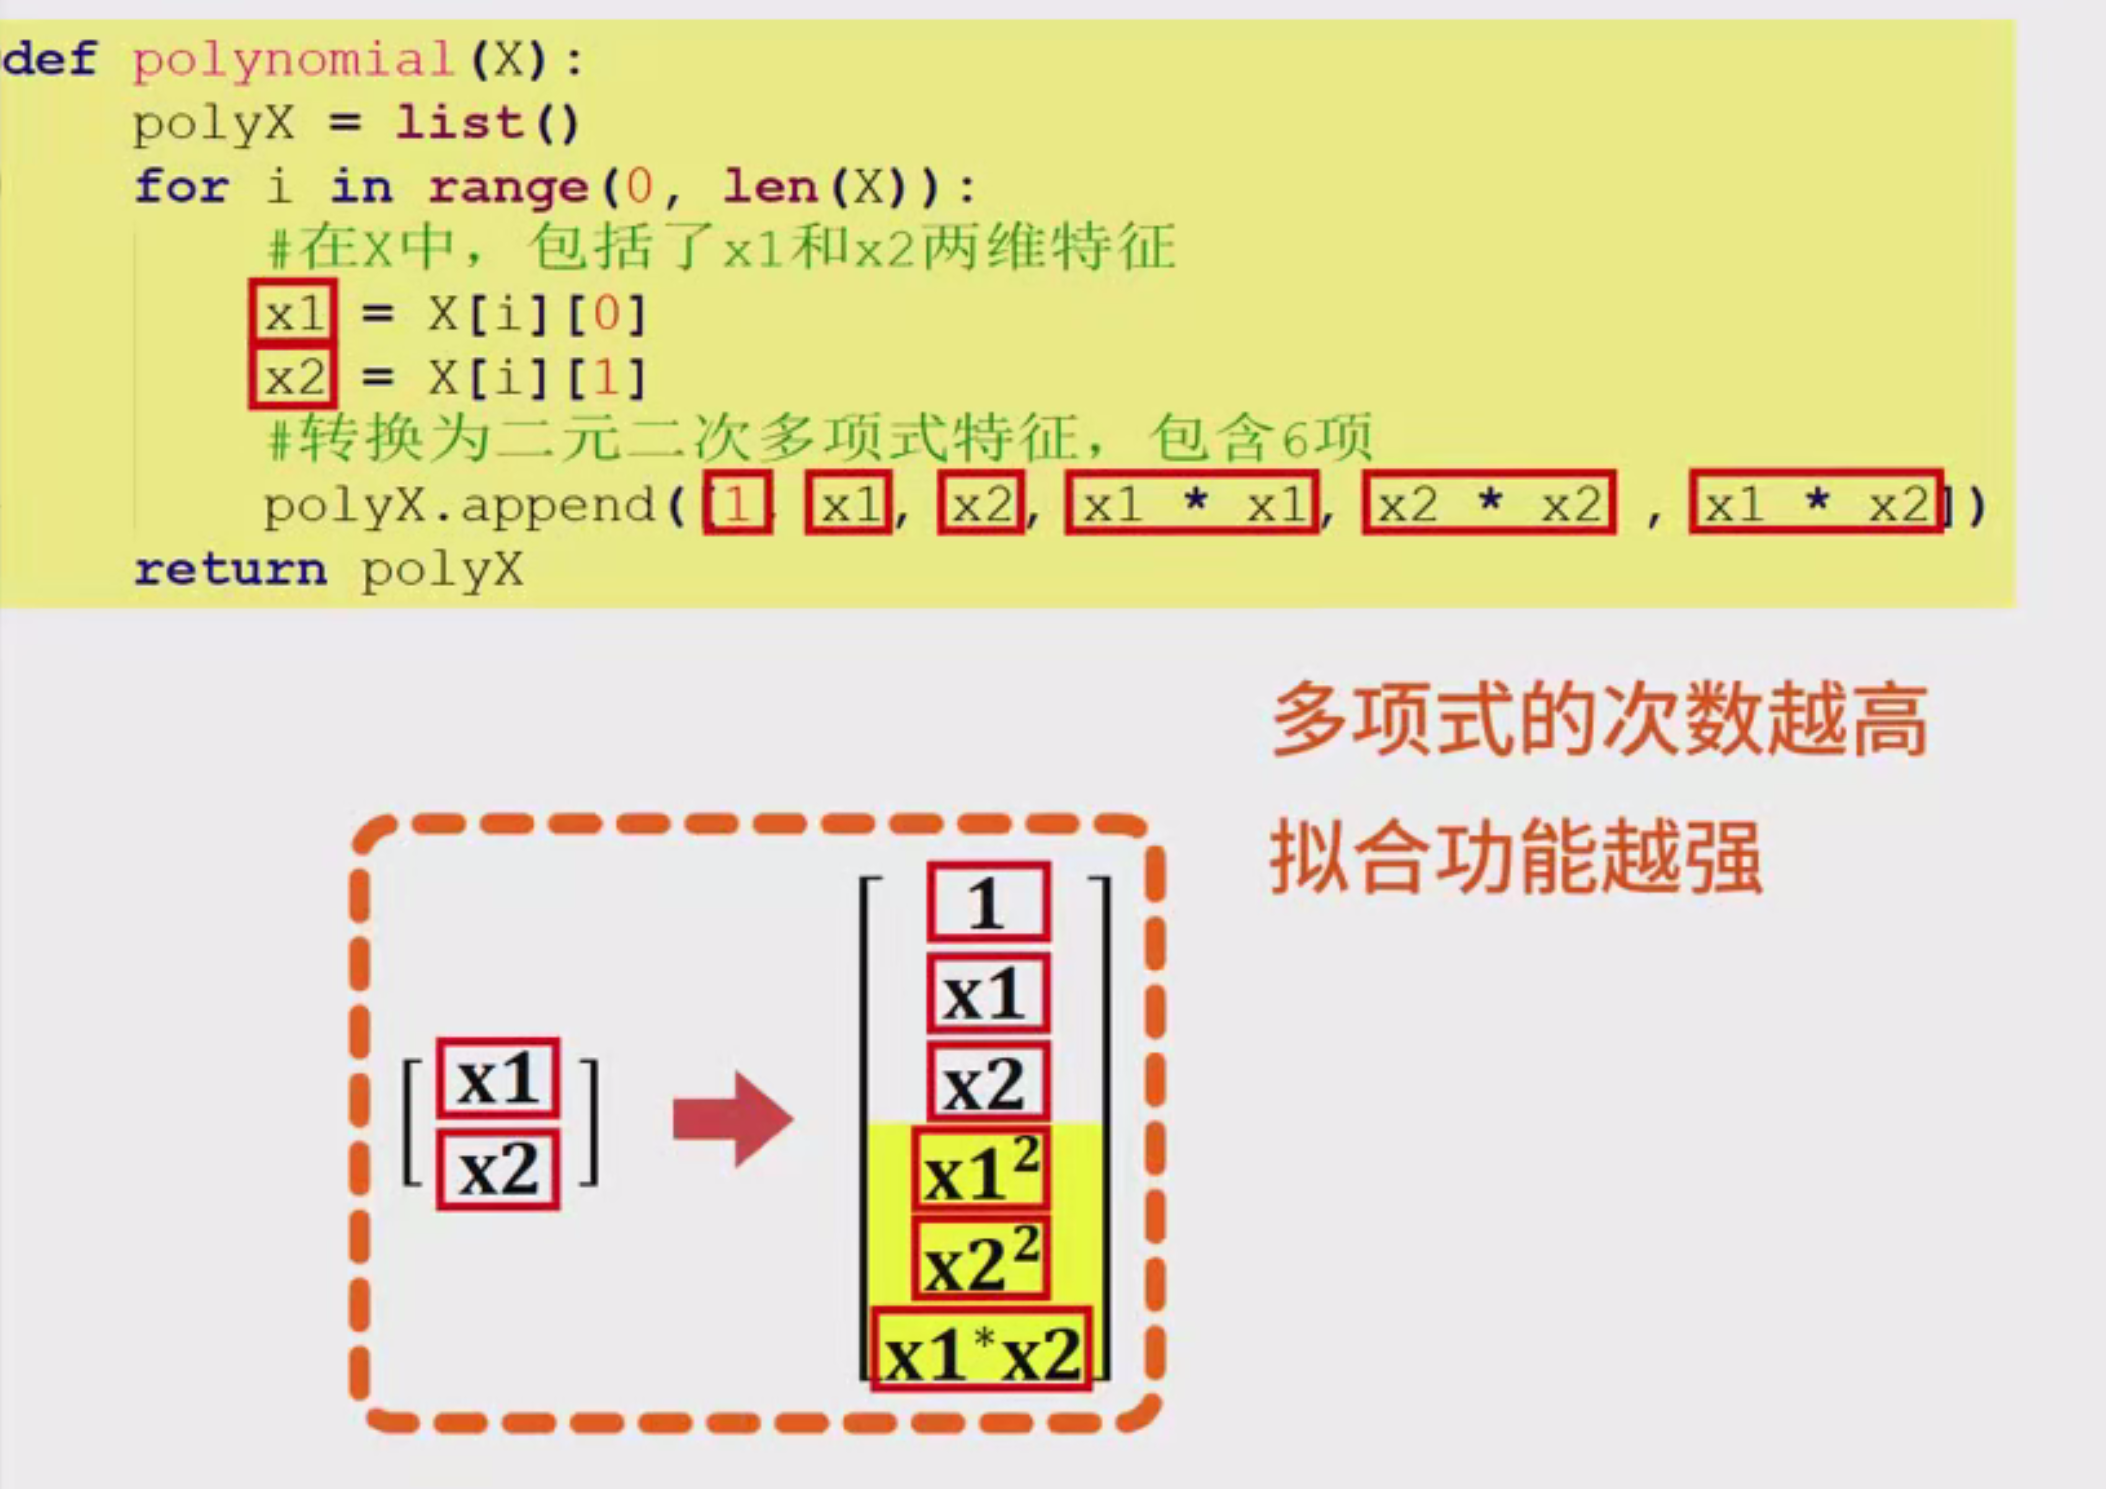 def polynomial(X):
polyX = list()
for i in range(0, len(X)):
#在X中，包括了x1和x2两维特征
x1 = X[i][0]
x2 = X[i][1]
#转换为二元二次多项式特征，包含6项
polyX.append([1, x1, x2, x1 * x1, x2 * x2 , x1 * x2])
return polyX
多项式的次数越高
拟合功能越强
x1
x2
1
x1
x2
x1²
x2²
x1*x2